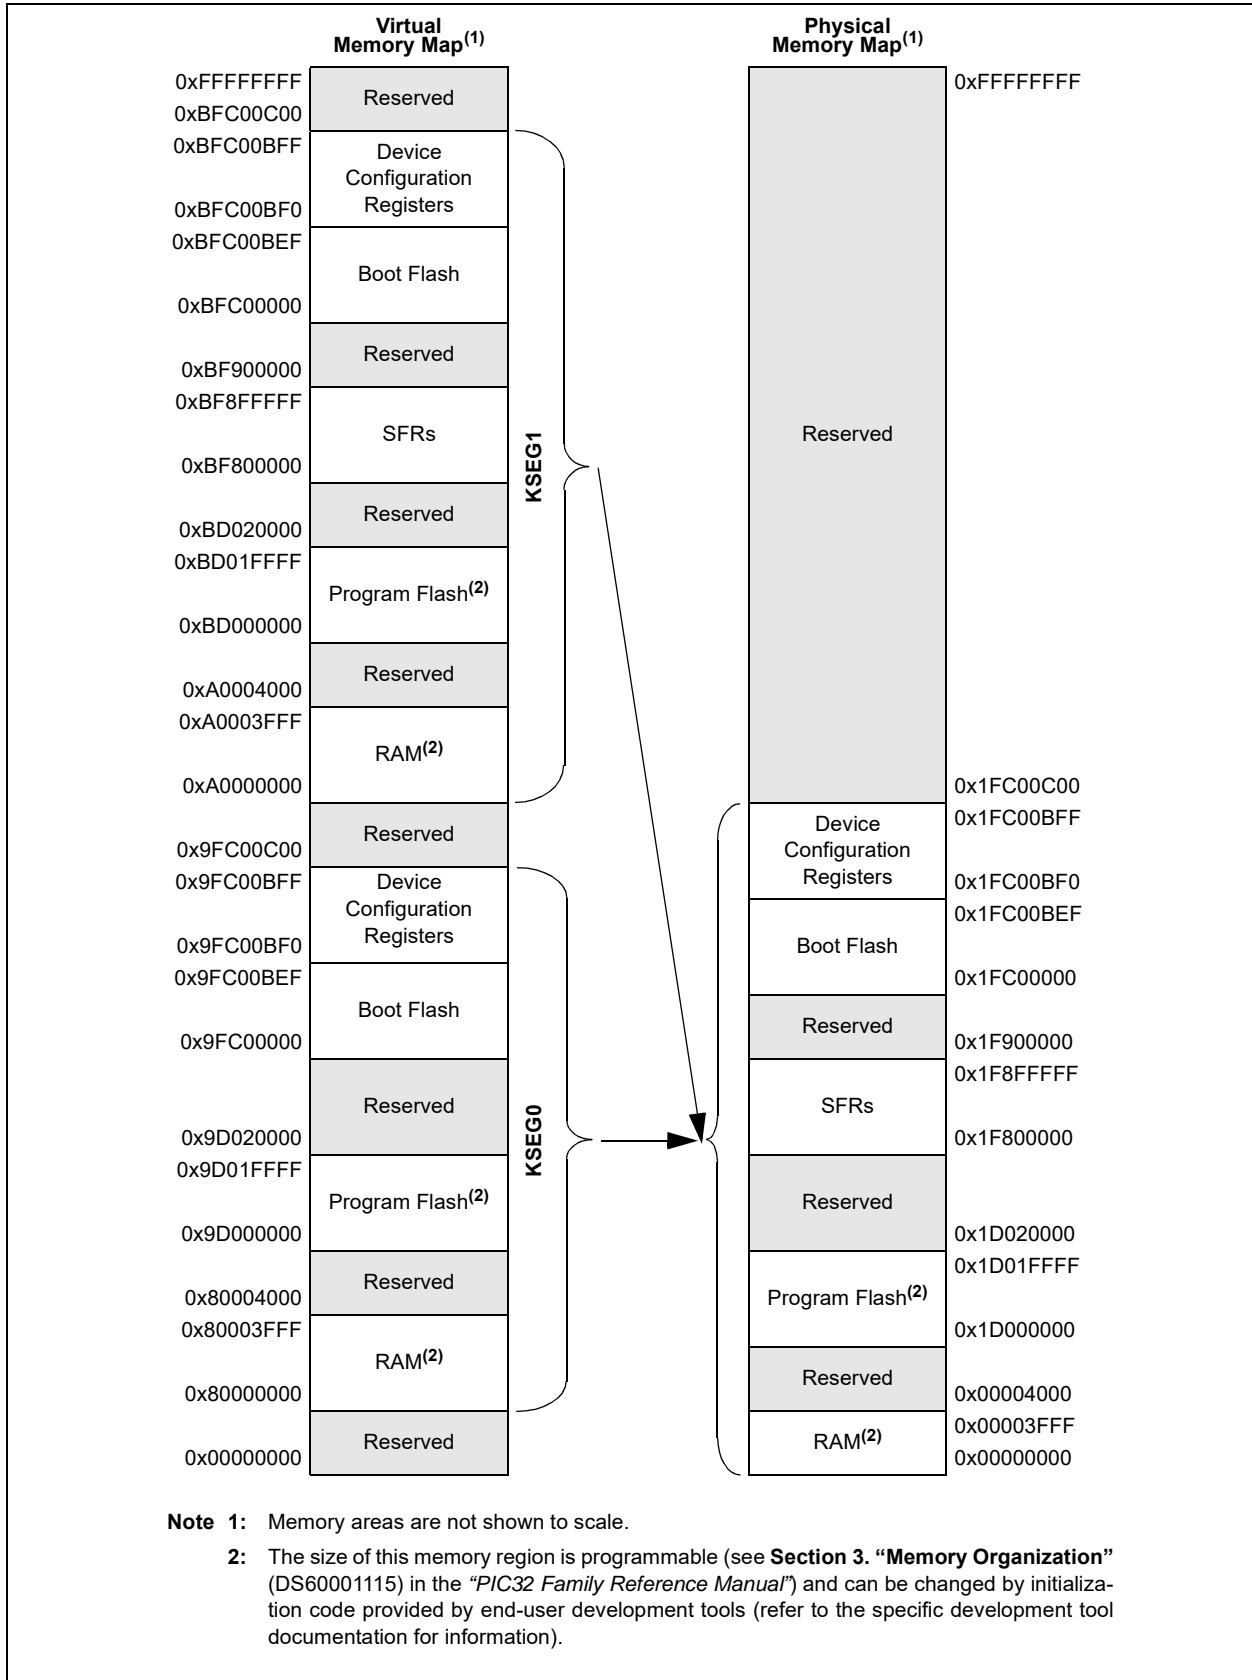 Virtual
Memory Map(1)
0xFFFFFFFF
Reserved
0xBFC00C00
0xBFC00BFF
Device
Configuration
Registers
0xBFC00BF0
0xBFC00BEF
Boot Flash
0xBFC00000
Reserved
0xBF900000
0xBF8FFFFF
SFRs
0xBF800000
Reserved
0xBD020000
0xBD01FFFF
Program Flash(2)
0xBD000000
Reserved
0xA0004000
0xA0003FFF
RAM(2)
0xA0000000
Reserved
0x9FC00C00
0x9FC00BFF
Device
Configuration
Registers
0x9FC00BF0
0x9FC00BEF
Boot Flash
0x9FC00000
Reserved
0x9D020000
0x9D01FFFF
Program Flash(2)
0x9D000000
Reserved
0x80004000
0x80003FFF
RAM(2)
0x80000000
Reserved
0x00000000
KSEG1
KSEG0
Physical
Memory Map(1)
0xFFFFFFFF
Reserved
0x1FC00C00
0x1FC00BFF
Device
Configuration
Registers
0x1FC00BF0
0x1FC00BEF
Boot Flash
0x1FC00000
Reserved
0x1F900000
0x1F8FFFFF
SFRs
0x1F800000
Reserved
0x1D020000
0x1D01FFFF
Program Flash(2)
0x1D000000
Reserved
0x00004000
0x00003FFF
RAM(2)
0x00000000
Note 1: Memory areas are not shown to scale.
2: The size of this memory region is programmable (see Section 3. “Memory Organization”
(DS60001115) in the “PIC32 Family Reference Manual”) and can be changed by initializa-
tion code provided by end-user development tools (refer to the specific development tool
documentation for information).